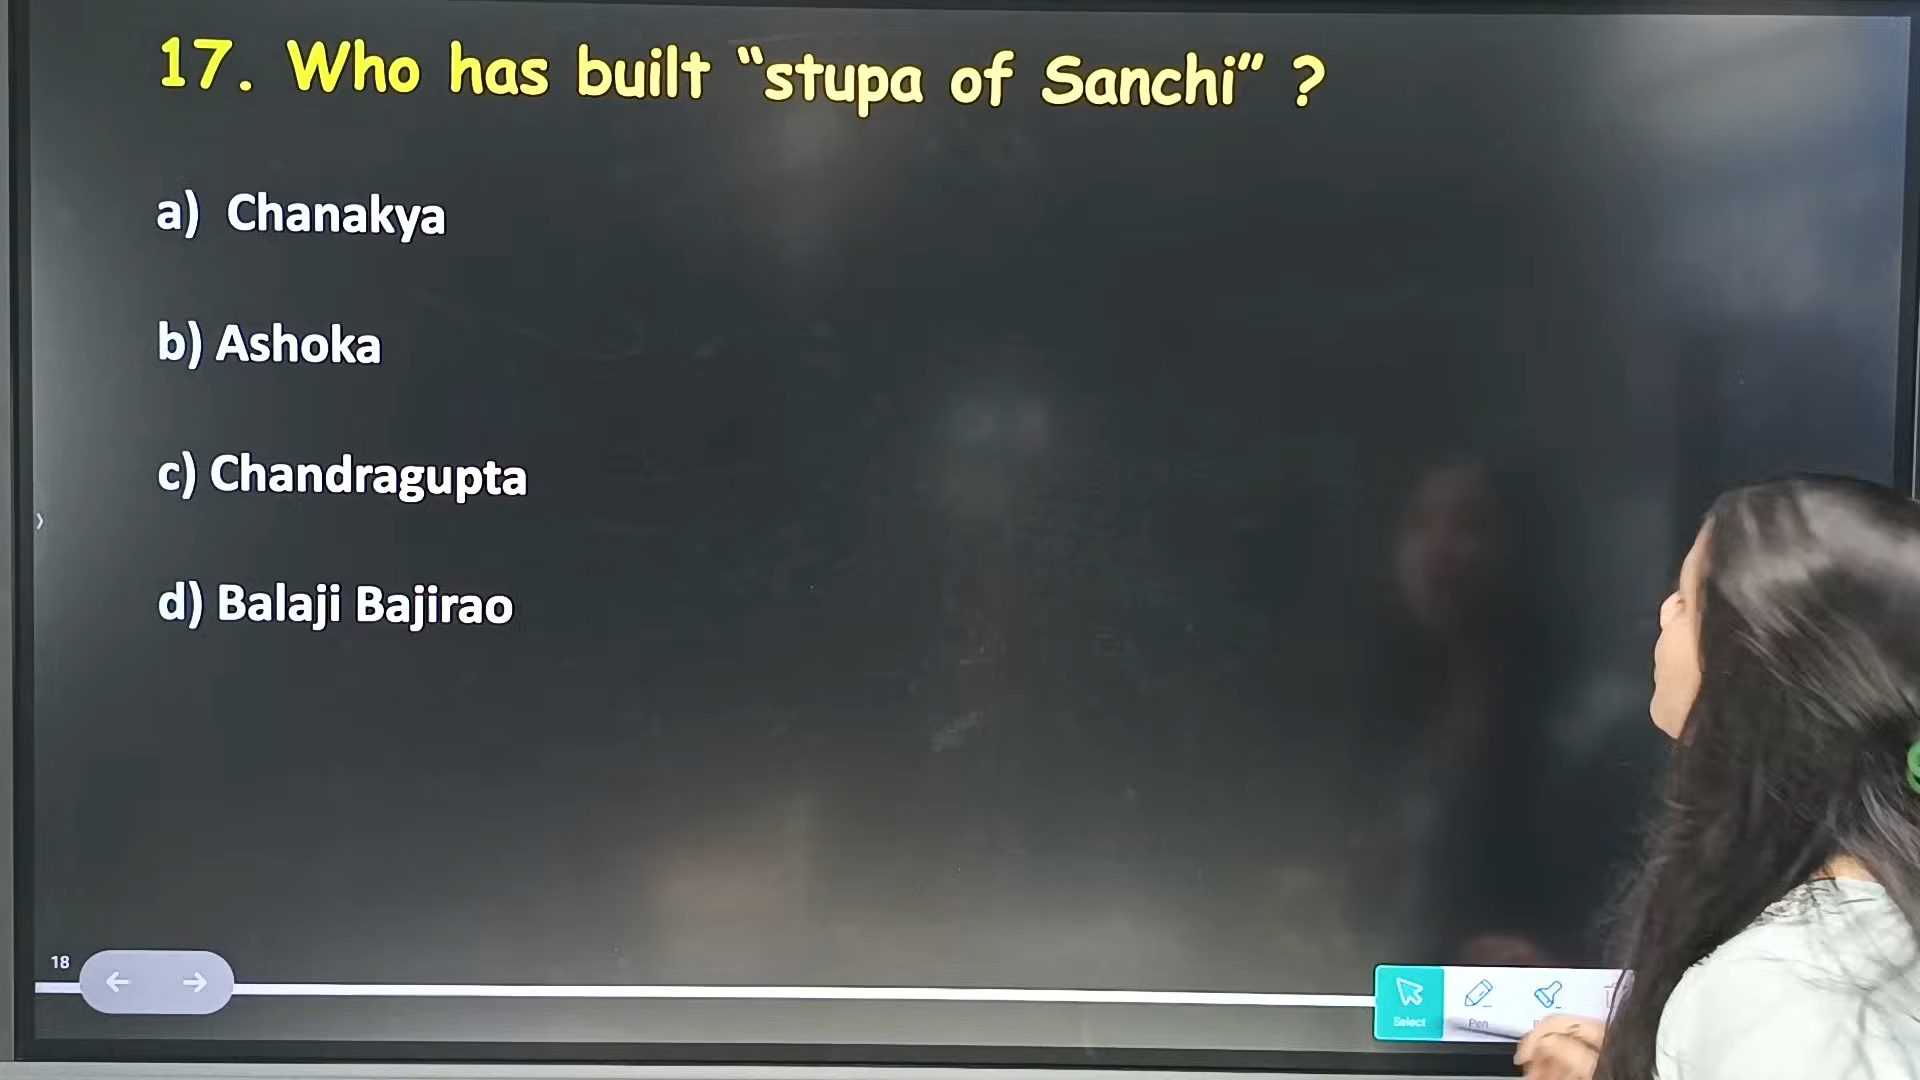 17. Who has built “stupa of Sanchi” ?
a) Chanakya
b) Ashoka
c) Chandragupta
d) Balaji Bajirao
18
Select
Pen